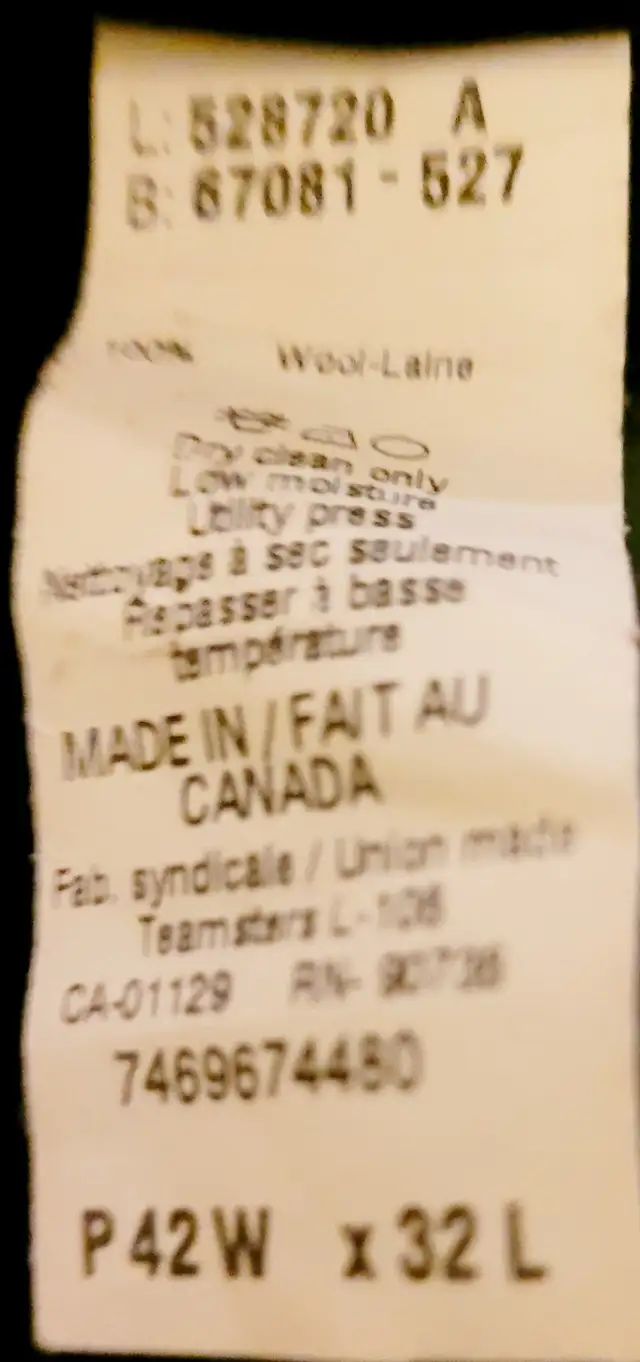 L: 528720 A
B: 67081 - 527
100% Wool-Laine
Dry clean only
Low moisture
Utility press
Nettoyage à sec seulement
Repasser à basse
température
MADE IN / FAIT AU
CANADA
Fab. syndicale / Union made
Teamsters L-106
CA-01129 RN-
7469674480
P 42 W x 32 L